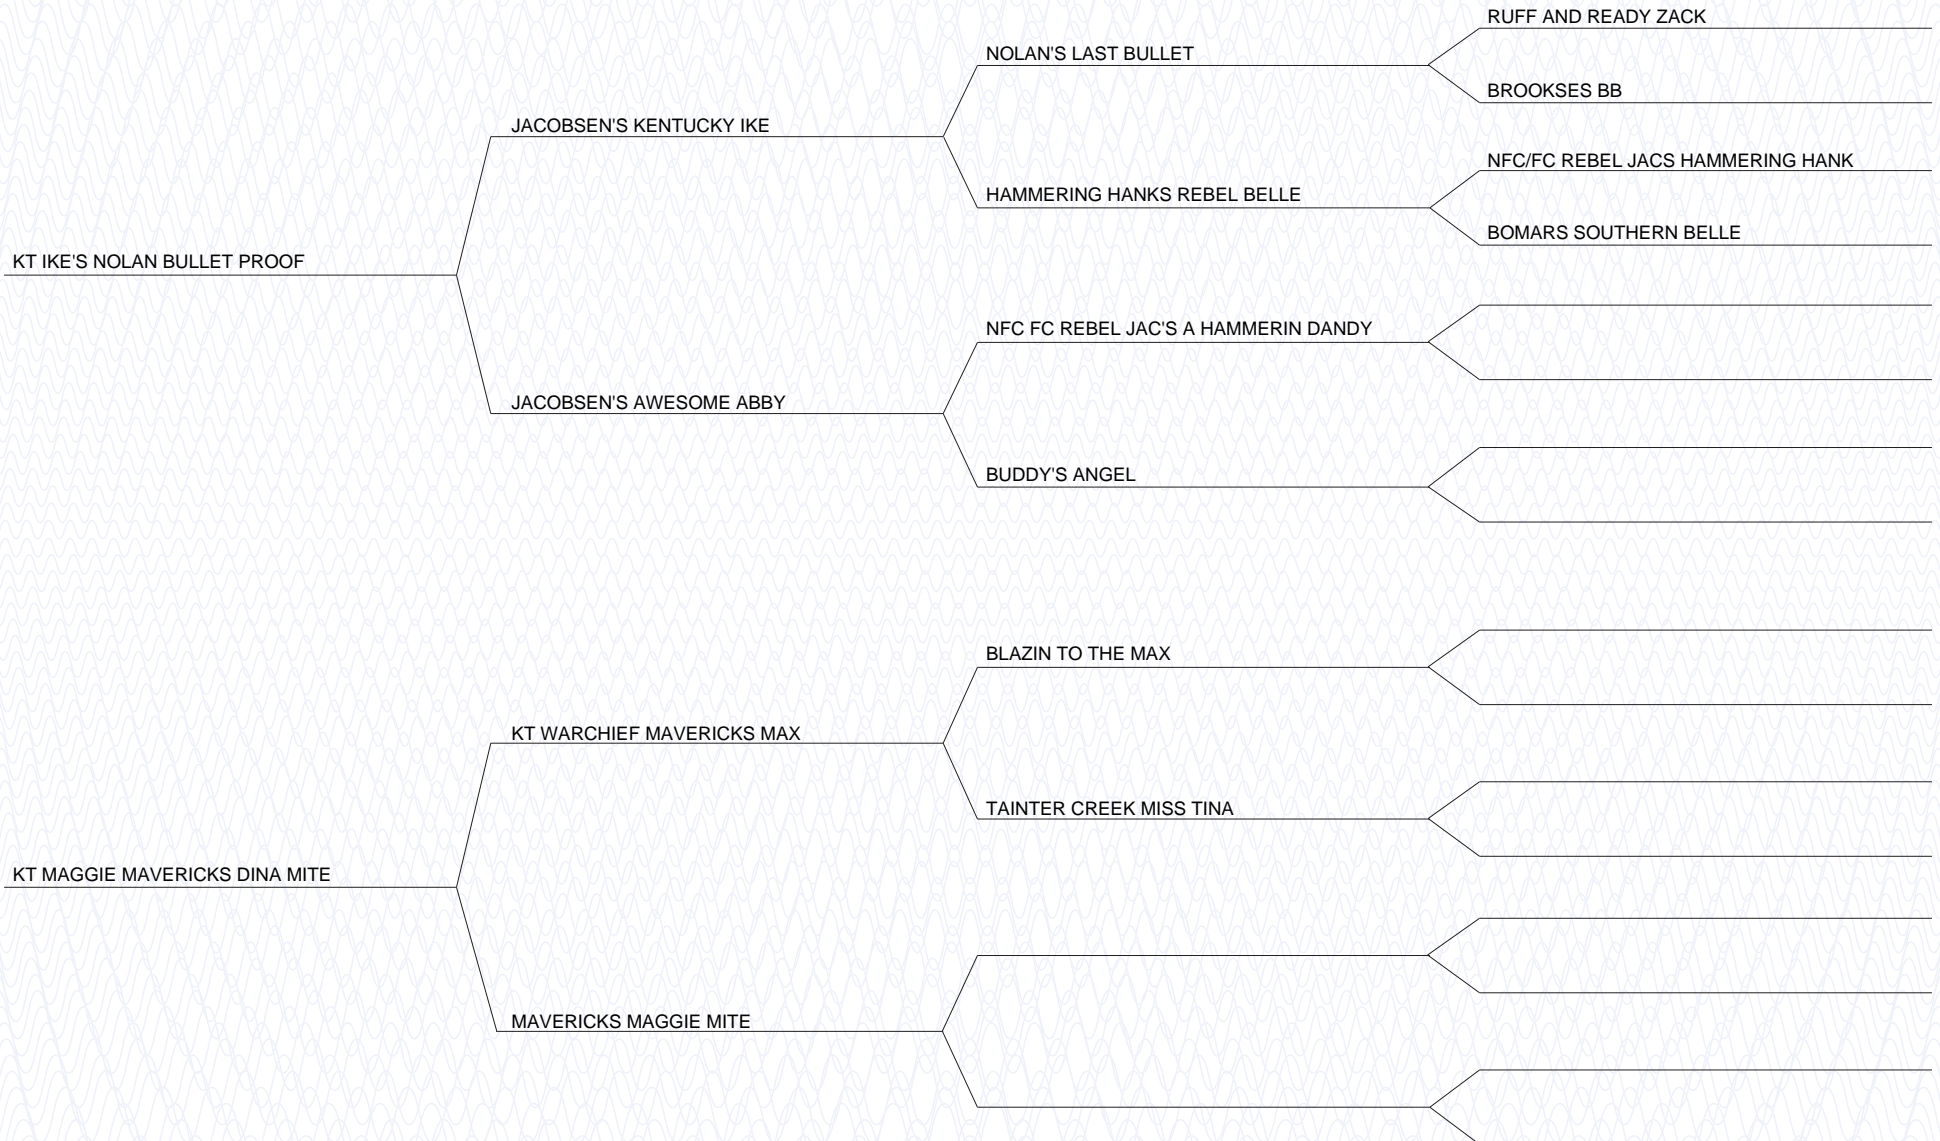 RUFF AND READY ZACK
NOLAN'S LAST BULLET
BROOKSES BB
JACOBSEN'S KENTUCKY IKE
NFC/FC REBEL JACS HAMMERING HANK
HAMMERING HANKS REBEL BELLE
BOMARS SOUTHERN BELLE
KT IKE'S NOLAN BULLET PROOF
NFC FC REBEL JAC'S A HAMMERIN DANDY
JACOBSEN'S AWESOME ABBY
BUDDY'S ANGEL
BLAZIN TO THE MAX
KT WARCHIEF MAVERICKS MAX
TAINTER CREEK MISS TINA
KT MAGGIE MAVERICKS DINA MITE
MAVERICKS MAGGIE MITE